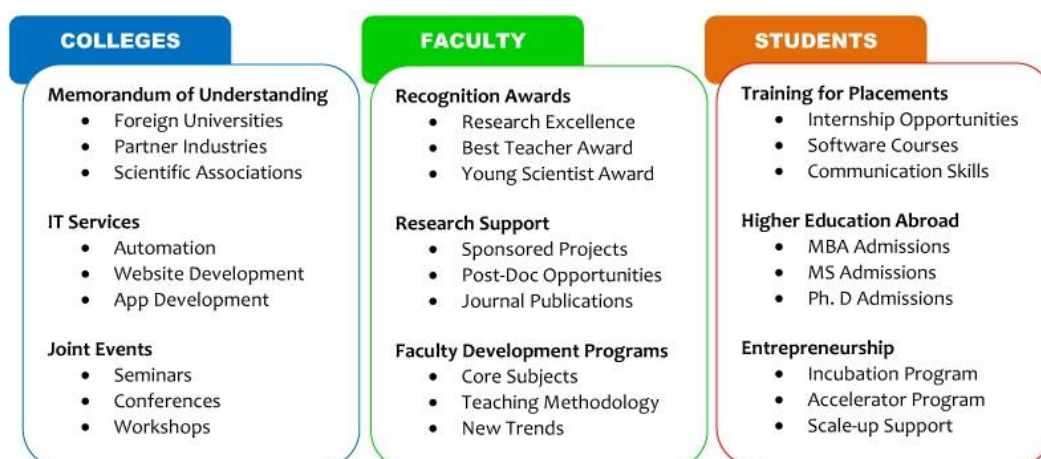 COLLEGES
Memorandum of Understanding
• Foreign Universities
• Partner Industries
• Scientific Associations
IT Services
• Automation
• Website Development
• App Development
Joint Events
• Seminars
• Conferences
• Workshops
FACULTY
Recognition Awards
• Research Excellence
• Best Teacher Award
• Young Scientist Award
Research Support
• Sponsored Projects
• Post-Doc Opportunities
• Journal Publications
Faculty Development Programs
• Core Subjects
• Teaching Methodology
• New Trends
STUDENTS
Training for Placements
• Internship Opportunities
• Software Courses
• Communication Skills
Higher Education Abroad
• MBA Admissions
• MS Admissions
• Ph. D Admissions
Entrepreneurship
• Incubation Program
• Accelerator Program
• Scale-up Support